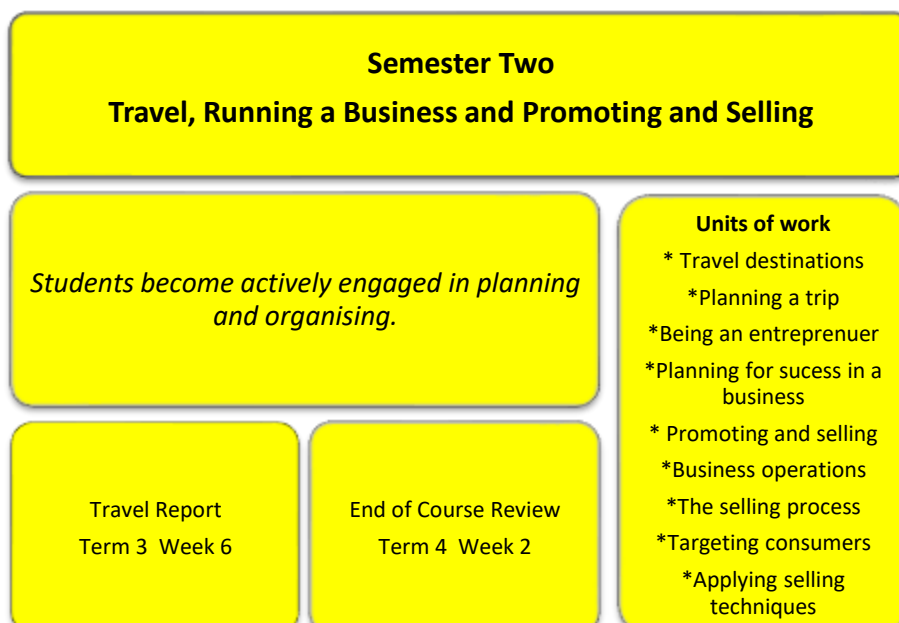 Semester Two
Travel, Running a Business and Promoting and Selling
Students become actively engaged in planning
and organising.
Travel Report
Term 3 Week 6
End of Course Review
Term 4 Week 2
Units of work
* Travel destinations
*Planning a trip
*Being an entreprenuer
*Planning for sucess in a
business
* Promoting and selling
*Business operations
*The selling process
*Targeting consumers
*Applying selling
techniques